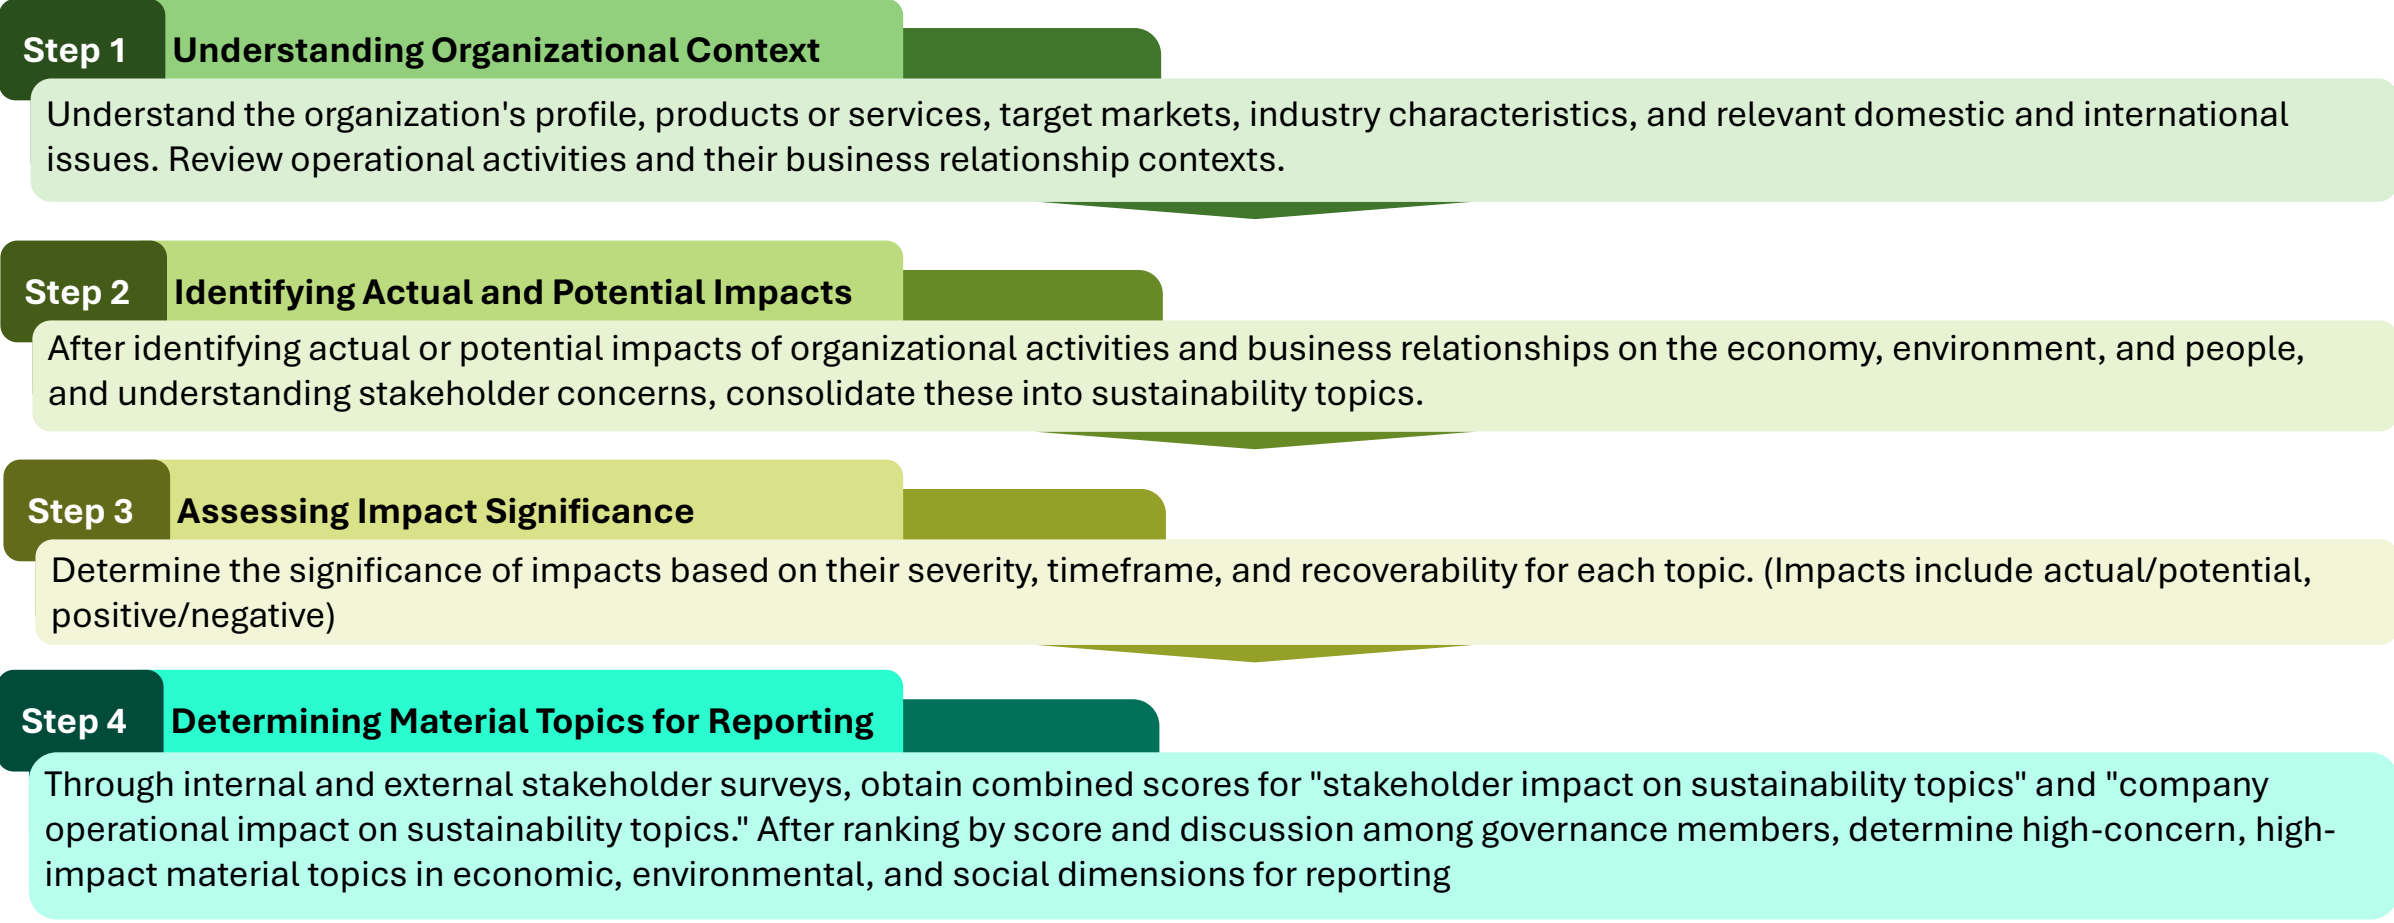 Step 1 Understanding Organizational Context
Understand the organization's profile, products or services, target markets, industry characteristics, and relevant domestic and international
issues. Review operational activities and their business relationship contexts.
Step 2 Identifying Actual and Potential Impacts
After identifying actual or potential impacts of organizational activities and business relationships on the economy, environment, and people,
and understanding stakeholder concerns, consolidate these into sustainability topics.
Step 3 Assessing Impact Significance
Determine the significance of impacts based on their severity, timeframe, and recoverability for each topic. (Impacts include actual/potential,
positive/negative)
Step 4 Determining Material Topics for Reporting
Through internal and external stakeholder surveys, obtain combined scores for "stakeholder impact on sustainability topics" and "company
operational impact on sustainability topics." After ranking by score and discussion among governance members, determine high-concern, high-
impact material topics in economic, environmental, and social dimensions for reporting